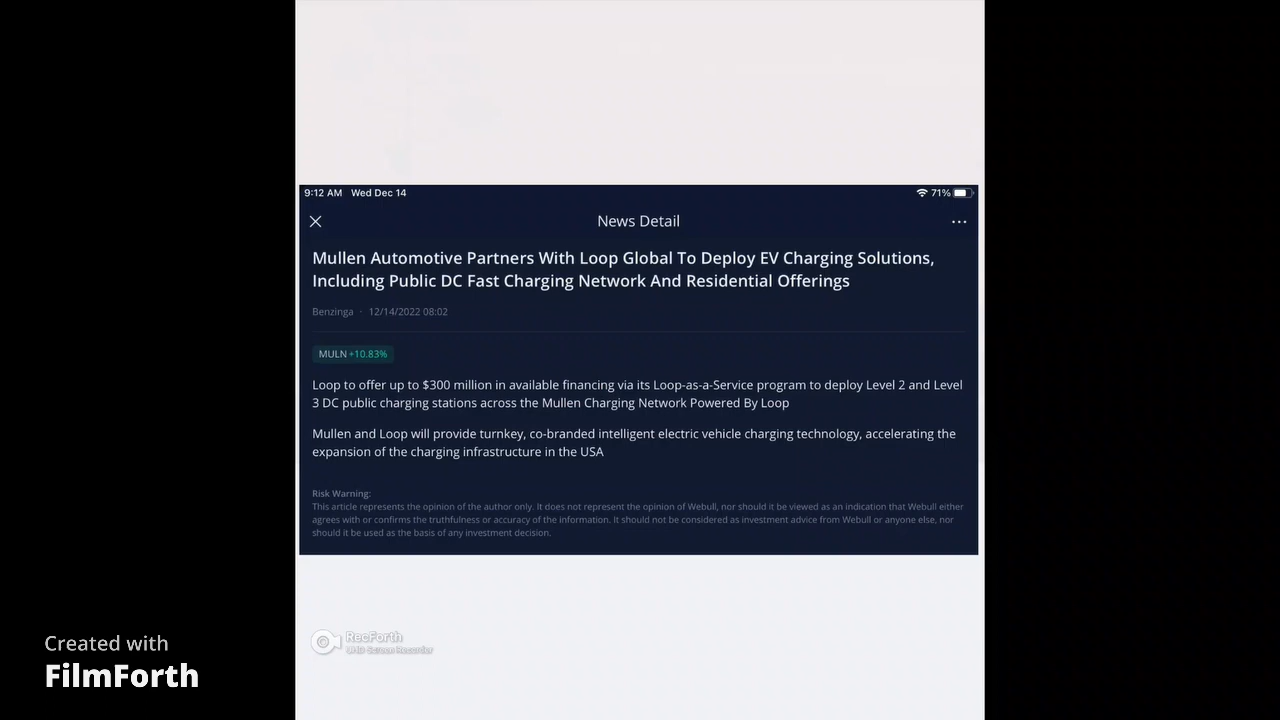 9:12 AM Wed Dec 14
71%
News Detail
Mullen Automotive Partners With Loop Global To Deploy EV Charging Solutions,
Including Public DC Fast Charging Network And Residential Offerings
Benzinga · 12/14/2022 08:02
MULN +10.83%
Loop to offer up to $300 million in available financing via its Loop-as-a-Service program to deploy Level 2 and Level
3 DC public charging stations across the Mullen Charging Network Powered By Loop
Mullen and Loop will provide turnkey, co-branded intelligent electric vehicle charging technology, accelerating the
expansion of the charging infrastructure in the USA
Risk Warning:
This article represents the opinion of the author only. It does not represent the opinion of Webull, nor should it be viewed as an indication that Webull either
agrees with or confirms the truthfulness or accuracy of the information. It should not be considered as investment advice from Webull or anyone else, nor
should it be used as the basis of any investment decision.
RecForth
UHD Screen Recorder
Created with
FilmForth